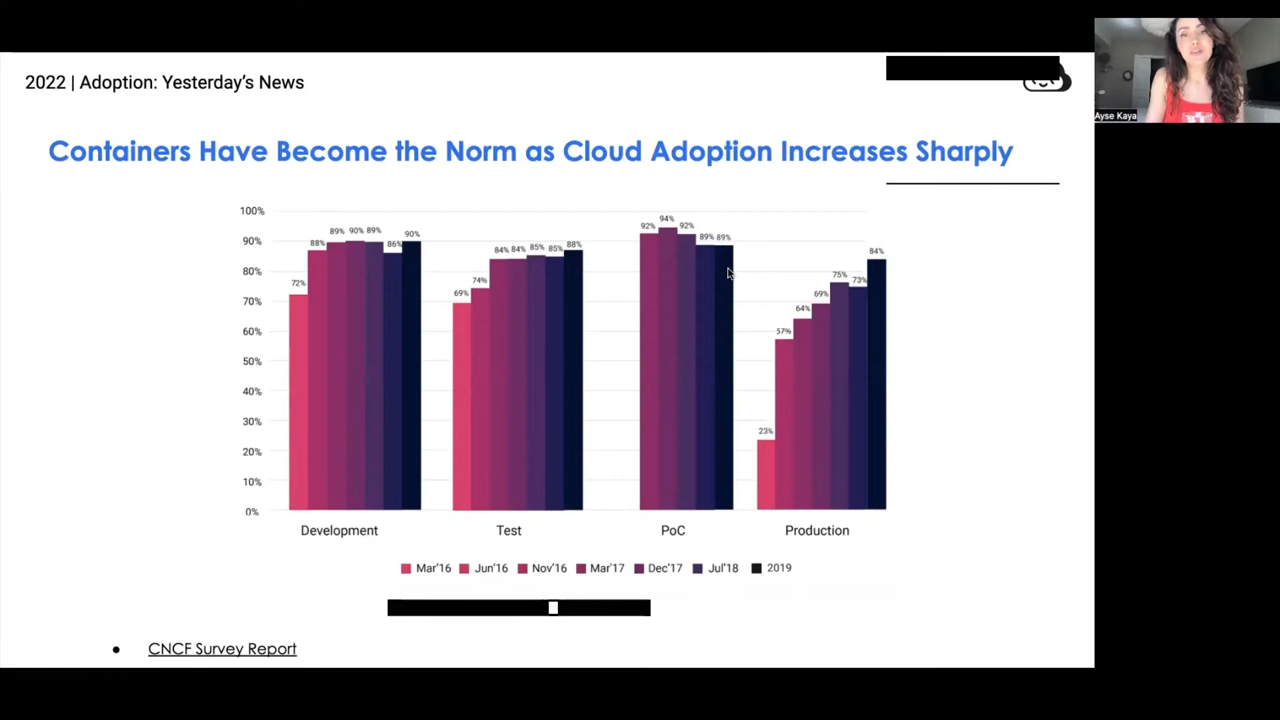 2022 | Adoption: Yesterday's News
Ayse Kaya
Containers Have Become the Norm as Cloud Adoption Increases Sharply
100%
90%
80%
70%
60%
50%
40%
30%
20%
10%
0%
72% 88% 89% 90% 89% 86% 90%
69% 74% 84% 84% 85% 85% 88%
92% 94% 92% 89% 89%
23% 57% 64% 69% 75% 73% 84%
Development Test PoC Production
Mar'16 Jun'16 Nov'16 Mar'17 Dec'17 Jul'18 2019
• CNCF Survey Report